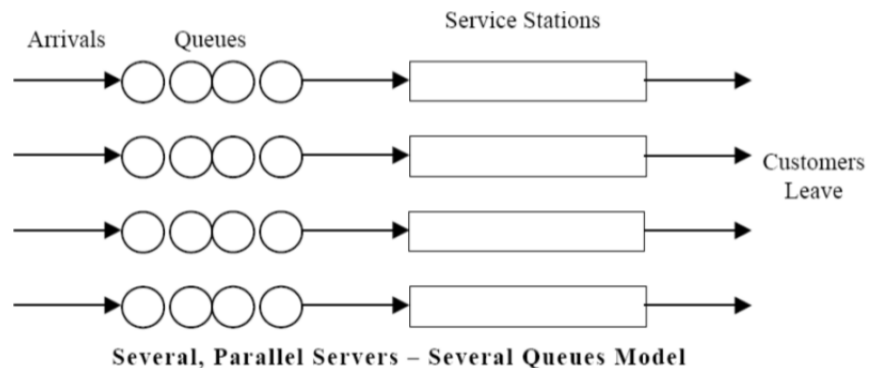 Service Stations
Arrivals
Queues
Customers
Leave
Several, Parallel Servers – Several Queues Model